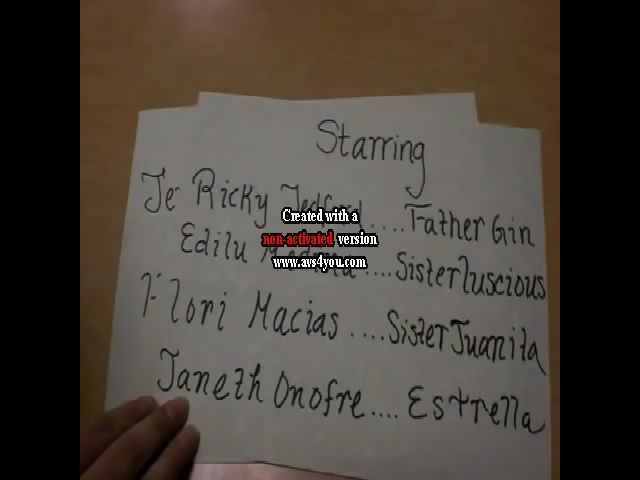 Starring
Je Ricky Tedford ....Father Gin
Edilu ....Sister luscious
Flori Macias ....Sister Juanita
Janeth Onofre.... Estrella
Created with a
non-activated version
www.avs4you.com